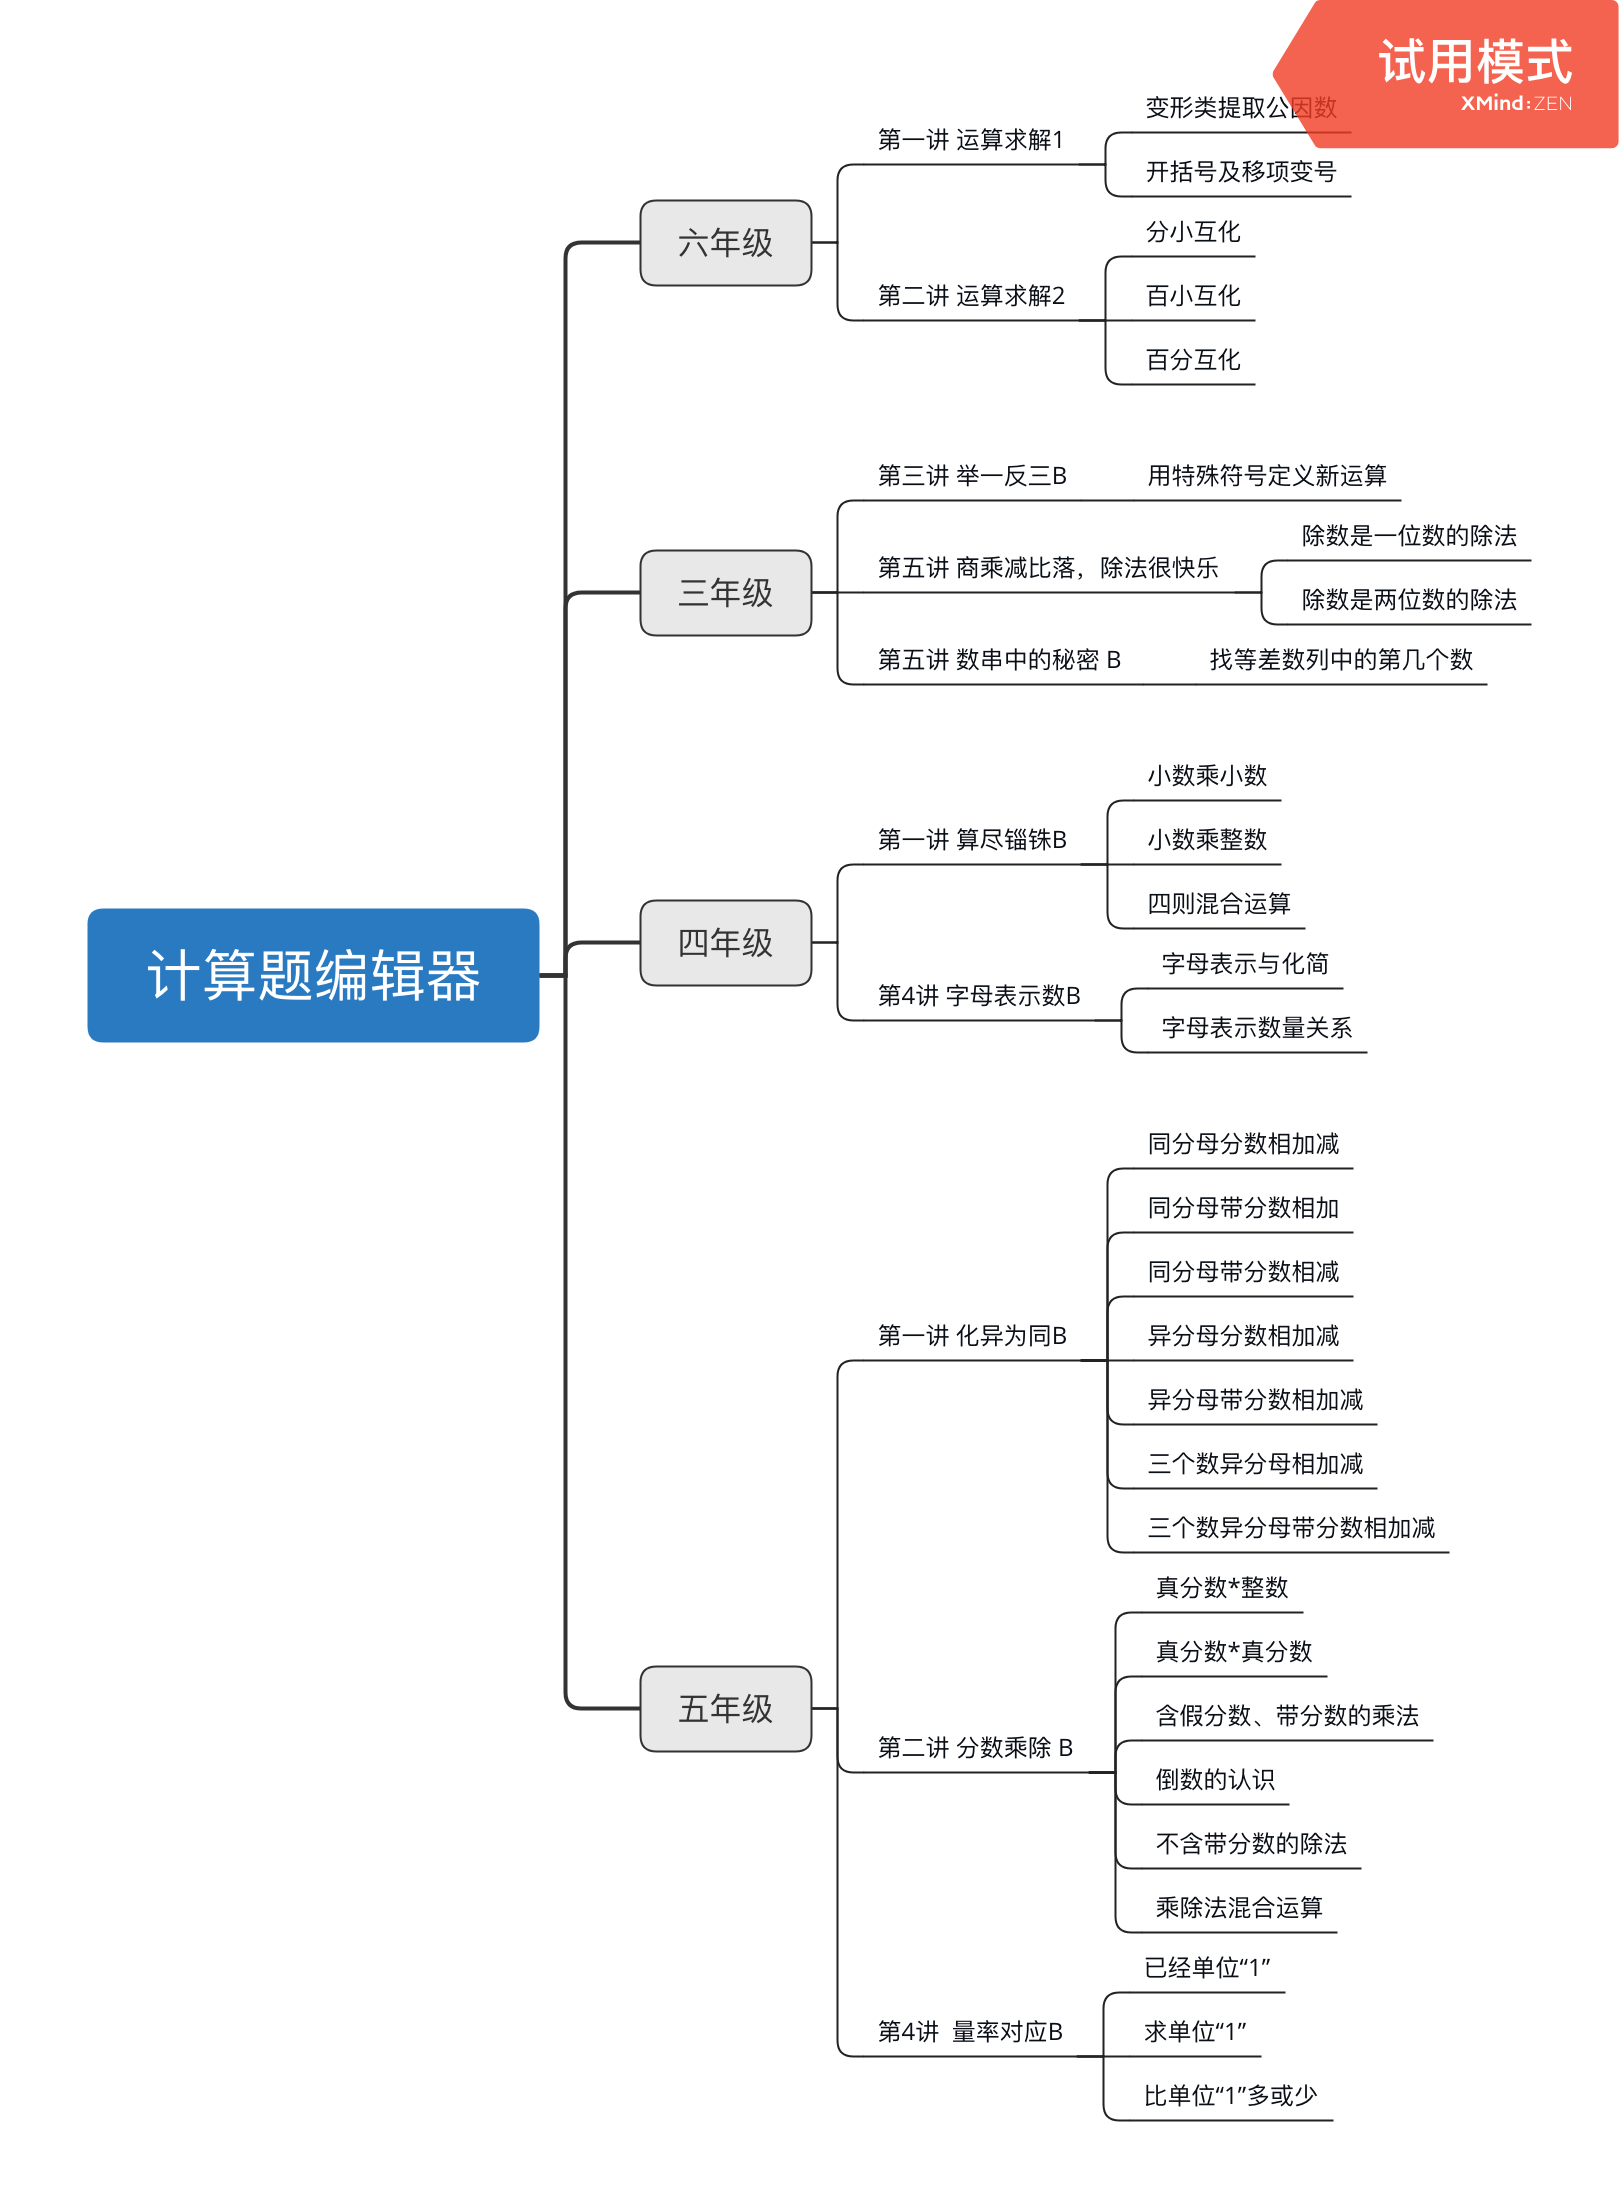 试用模式
XMind:ZEN
计算题编辑器
六年级
第一讲 运算求解1
变形类提取公因数
开括号及移项变号
第二讲 运算求解2
分小互化
百小互化
百分互化
三年级
第三讲 举一反三B
用特殊符号定义新运算
第五讲 商乘减比落，除法很快乐
除数是一位数的除法
除数是两位数的除法
第五讲 数串中的秘密 B
找等差数列中的第几个数
四年级
第一讲 算尽锱铢B
小数乘小数
小数乘整数
四则混合运算
第4讲 字母表示数B
字母表示与化简
字母表示数量关系
五年级
第一讲 化异为同B
同分母分数相加减
同分母带分数相加
同分母带分数相减
异分母分数相加减
异分母带分数相加减
三个数异分母相加减
三个数异分母带分数相加减
第二讲 分数乘除 B
真分数*整数
真分数*真分数
含假分数、带分数的乘法
倒数的认识
不含带分数的除法
乘除法混合运算
第4讲  量率对应B
已经单位“1”
求单位“1”
比单位“1”多或少